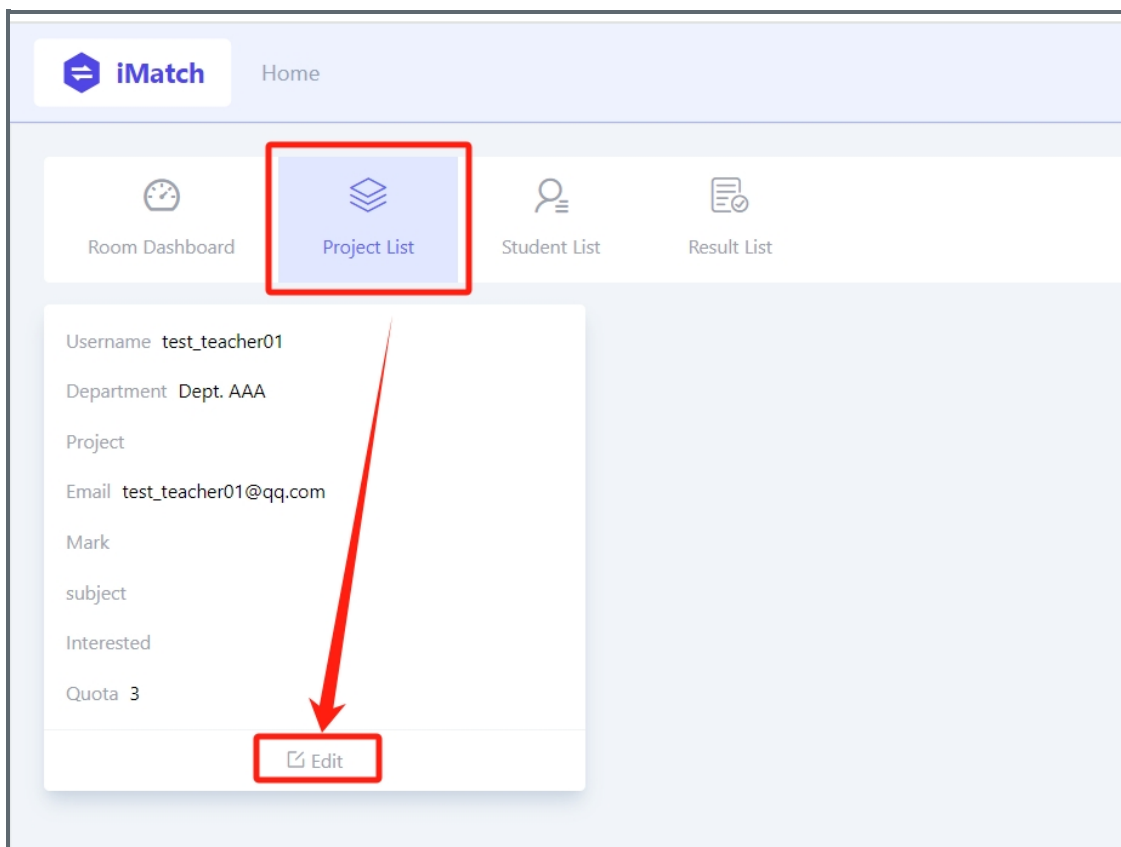 iMatch Home
Room Dashboard Project List Student List Result List
Username test_teacher01
Department Dept. AAA
Project
Email test_teacher01@qq.com
Mark
subject
Interested
Quota 3
Edit